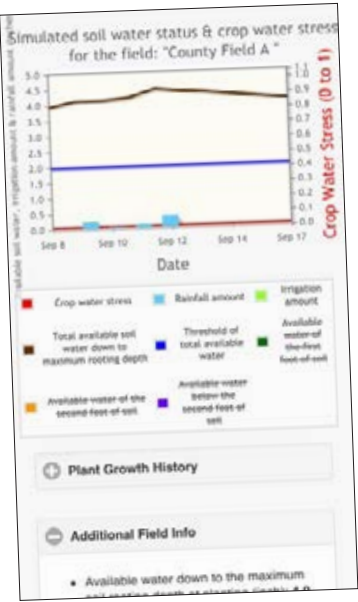 Simulated soil water status & crop water stress
for the field: "County Field A "
5.0
4.5
4.0
3.5
3.0
2.5
2.0
1.5
1.0
0.5
0.0
1.1
1.0
0.9
0.8
0.7
0.6
0.5
0.4
0.3
0.2
0.1
0.0
Crop Water Stress (0 to 1)
soil water, irrigation amount & rainfall amount
Sep 8 Sep 10 Sep 12 Sep 14 Sep 17
Date
Crop water stress
Rainfall amount
Irrigation
amount
Total available soil
water down to
maximum rooting depth
Threshold of
total available
water
Available
water of
the first
foot of soil
Available water of the
second foot of soil
Available water
below the
second foot of
soil
Plant Growth History
Additional Field Info
• Available water down to the maximum